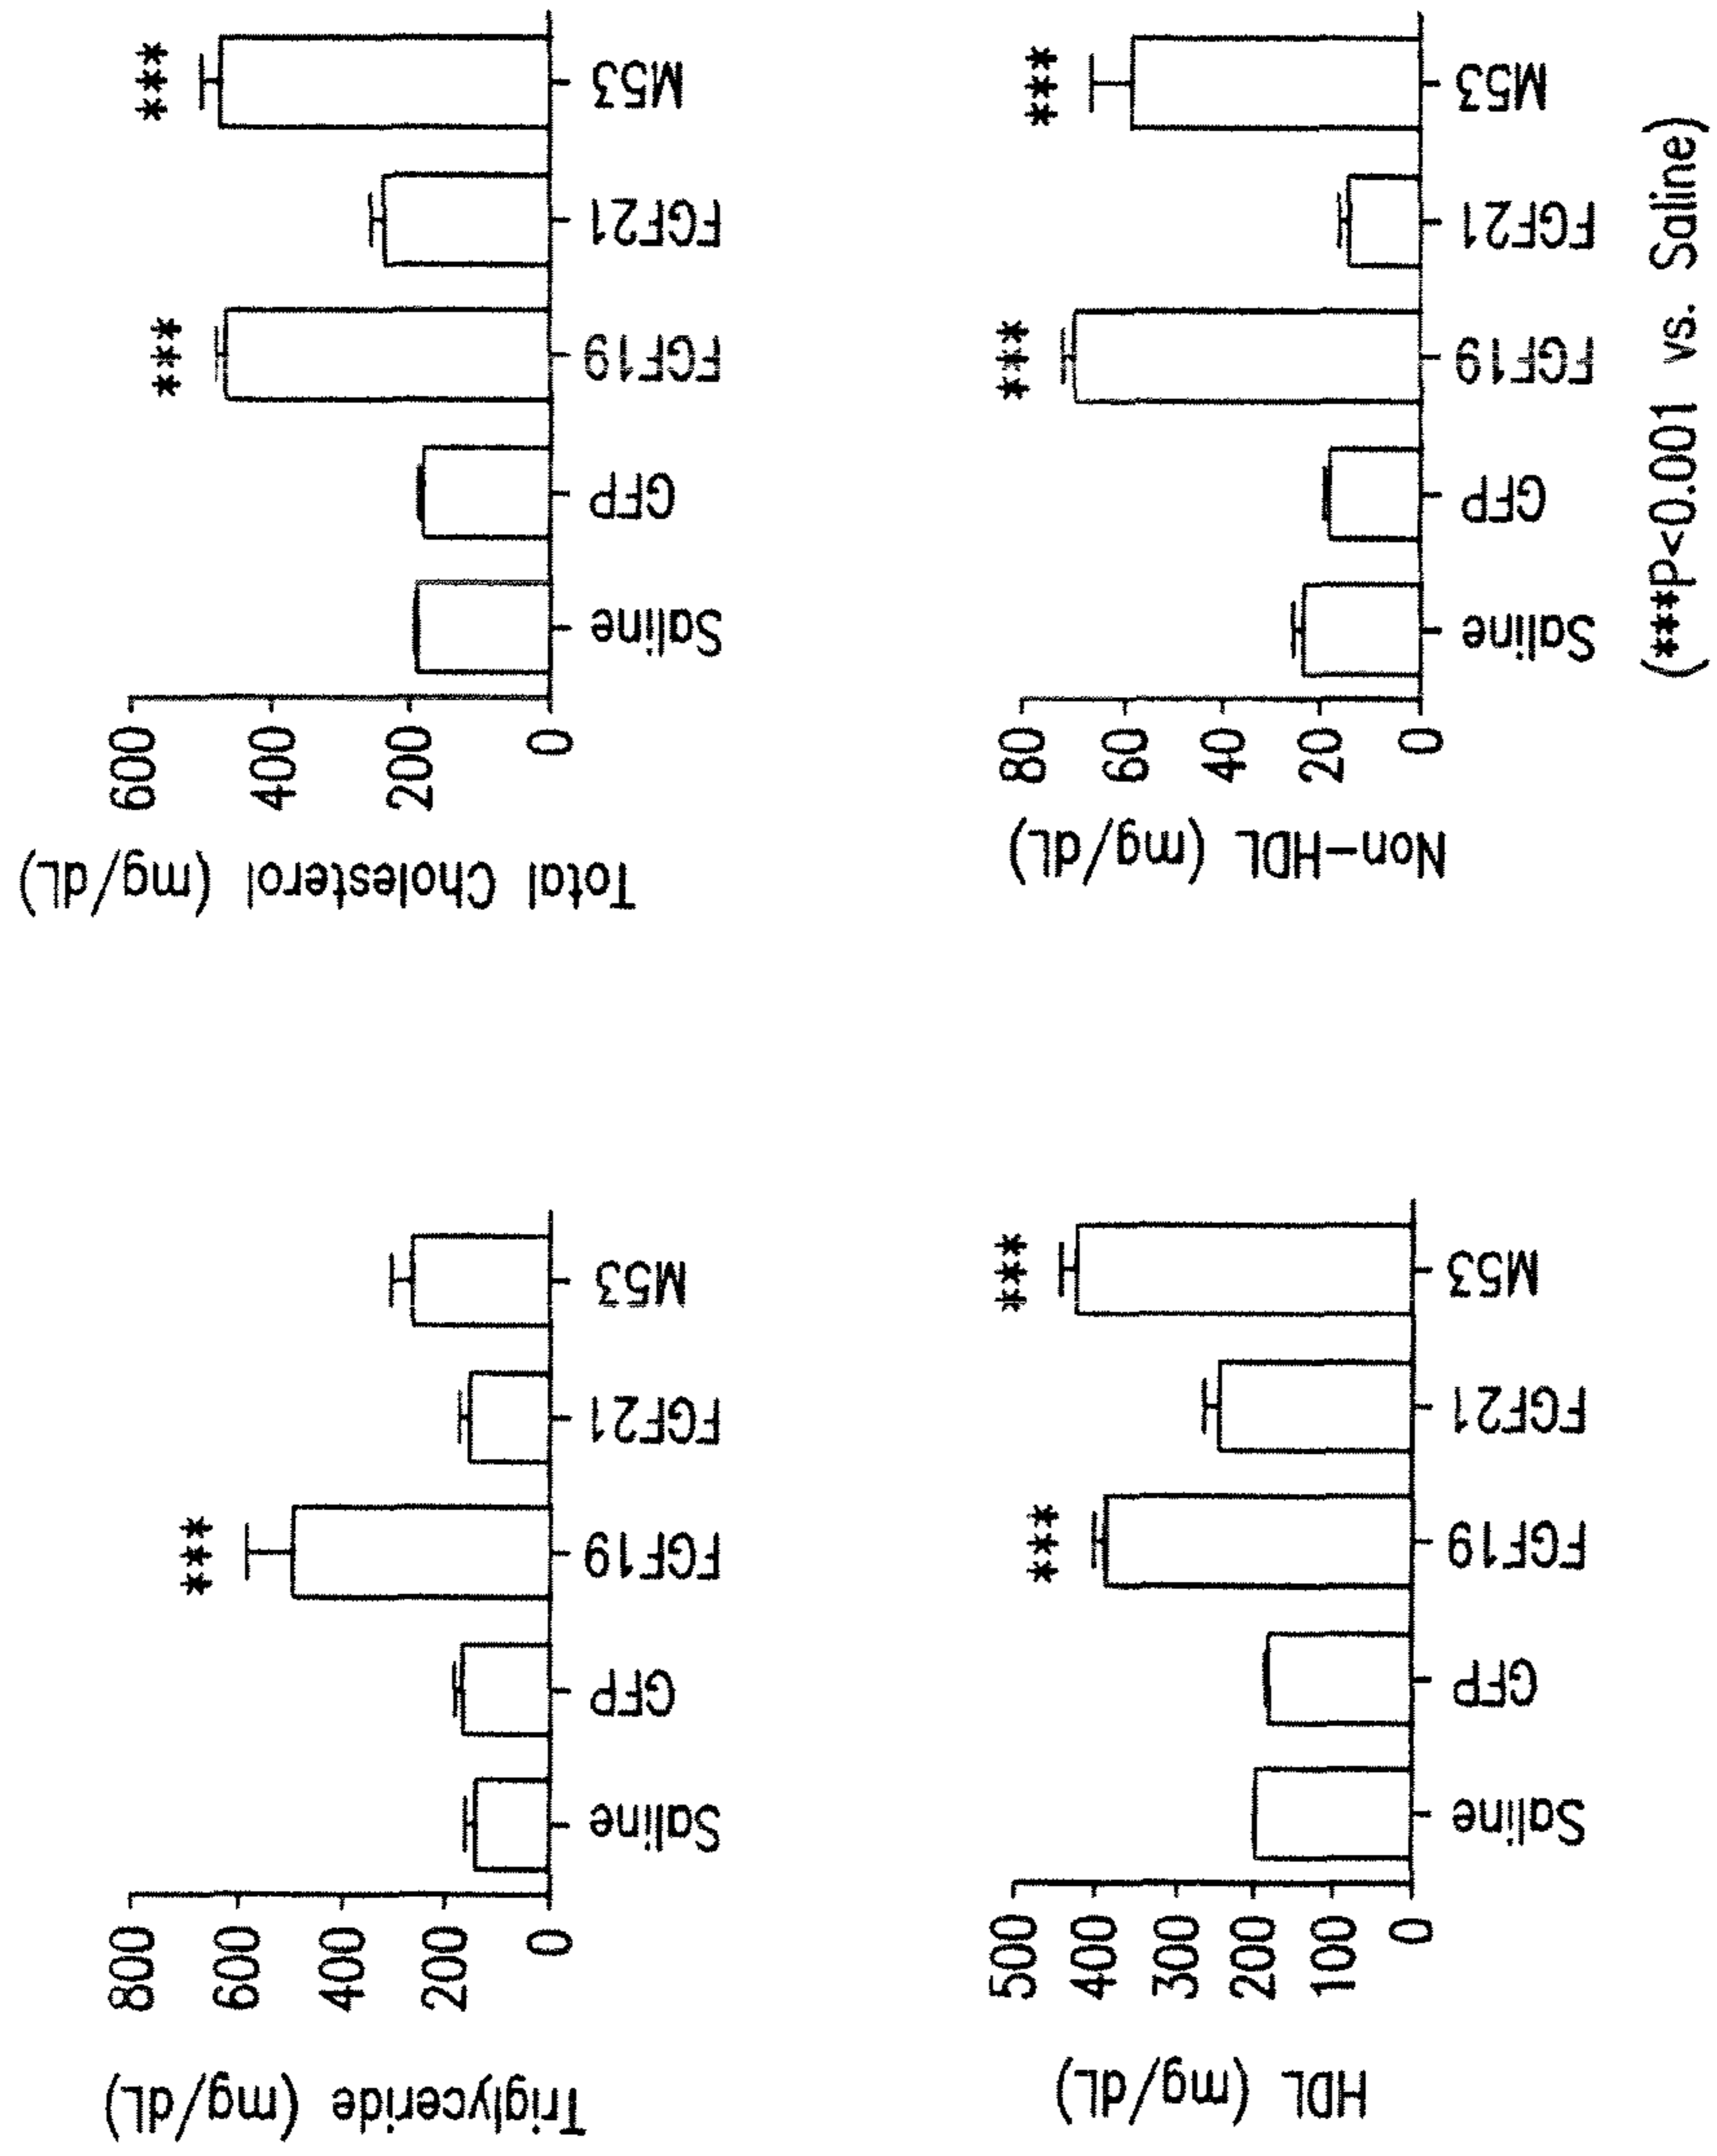 Triglyceride (mg/dL)
800
600
400
200
0
***
Saline
GFP
FGF19
FGF21
M53
Total Cholesterol (mg/dL)
600
400
200
0
***
***
Saline
GFP
FGF19
FGF21
M53
HDL (mg/dL)
500
400
300
200
100
0
***
***
Saline
GFP
FGF19
FGF21
M53
Non-HDL (mg/dL)
80
60
40
20
0
***
***
Saline
GFP
FGF19
FGF21
M53
(***P<0.001 vs. Saline)